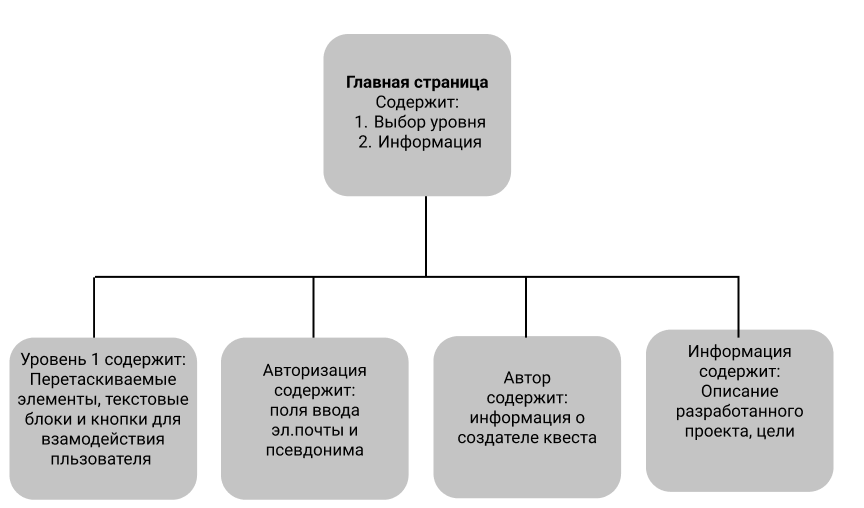 Главная страница
Содержит:
1. Выбор уровня
2. Информация
Уровень 1 содержит:
Перетаскиваемые
элементы, текстовые
блоки и кнопки для
взамодействия
пльзователя
Авторизация
содержит:
поля ввода
эл.почты и
псевдонима
Автор
содержит:
информация о
создателе квеста
Информация
содержит:
Описание
разработанного
проекта, цели